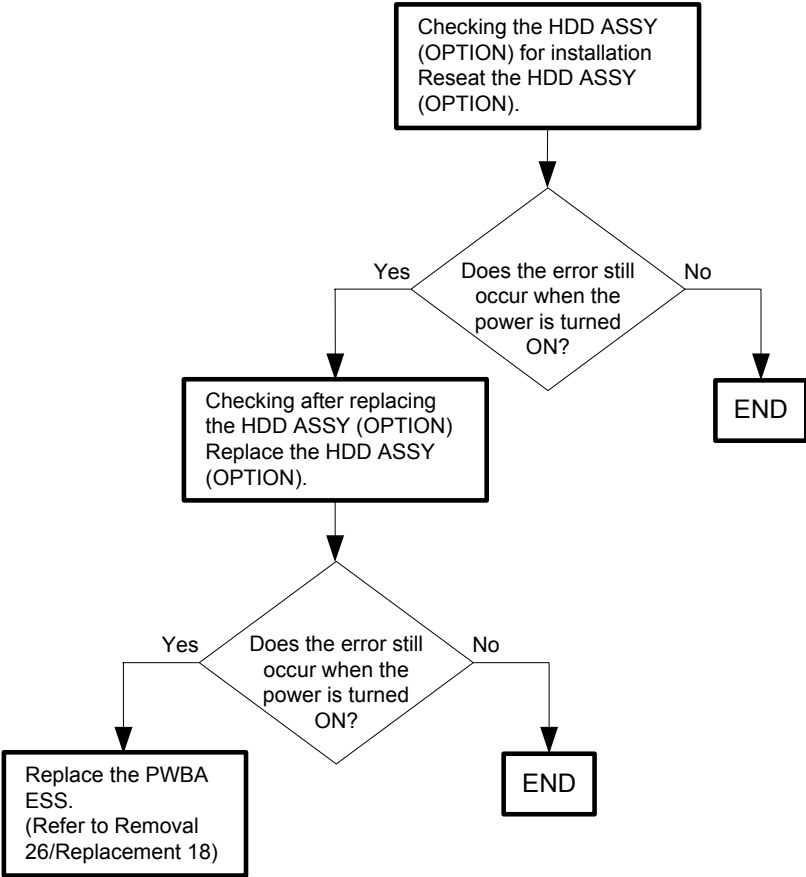 Checking the HDD ASSY
(OPTION) for installation
Reseat the HDD ASSY
(OPTION).
Yes
Does the error still
occur when the
power is turned
ON?
No
END
Checking after replacing
the HDD ASSY (OPTION)
Replace the HDD ASSY
(OPTION).
Yes
Does the error still
occur when the
power is turned
ON?
No
END
Replace the PWBA
ESS.
(Refer to Removal
26/Replacement 18)